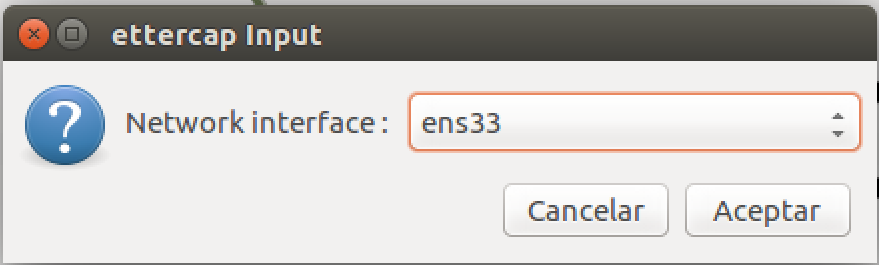 ettercap Input
Network interface : ens33
Cancelar Aceptar